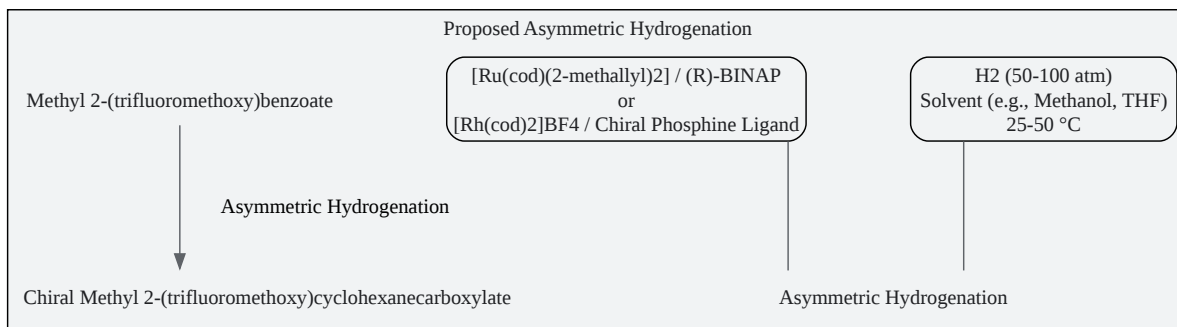 Proposed Asymmetric Hydrogenation
Methyl 2-(trifluoromethoxy)benzoate
[Ru(cod)(2-methallyl)2] / (R)-BINAP
or
[Rh(cod)2]BF4 / Chiral Phosphine Ligand
H2 (50-100 atm)
Solvent (e.g., Methanol, THF)
25-50 °C
Asymmetric Hydrogenation
Chiral Methyl 2-(trifluoromethoxy)cyclohexanecarboxylate
Asymmetric Hydrogenation